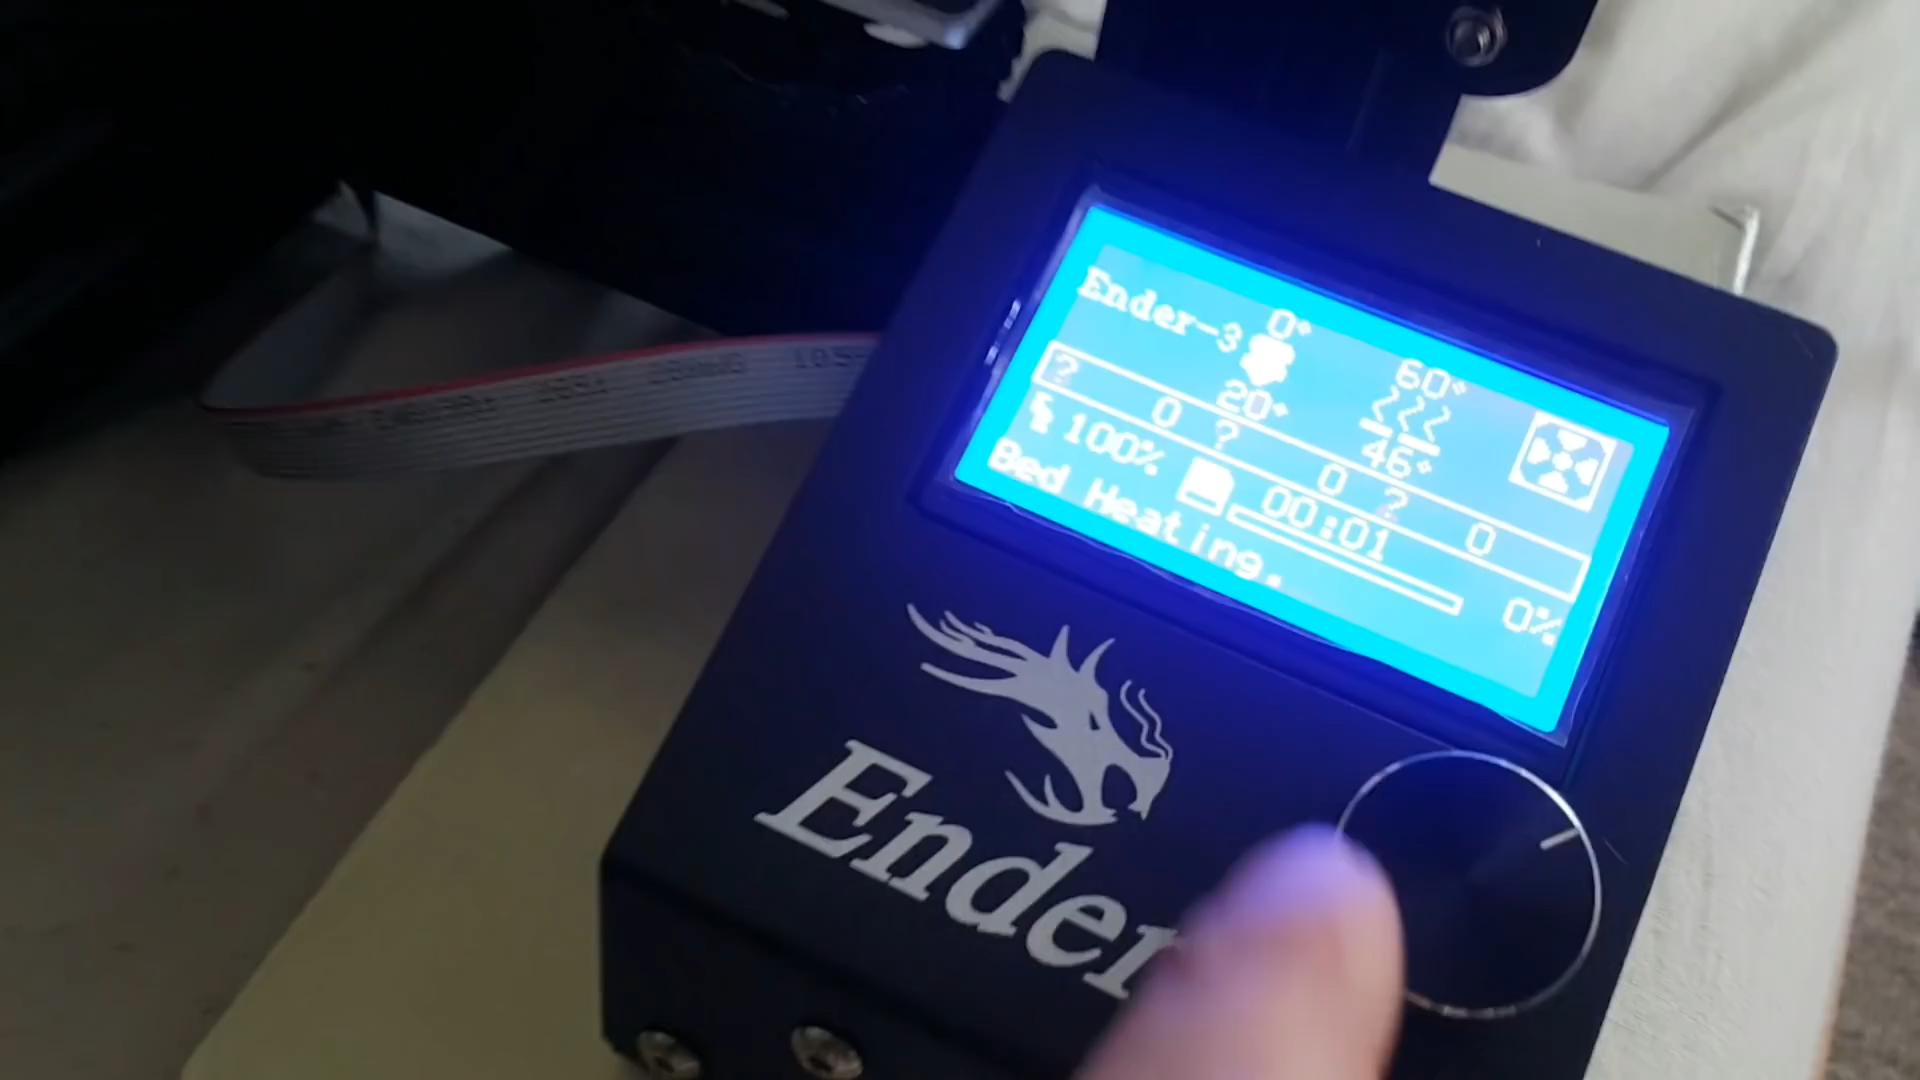 Ender-3
0°
60°
20°
46°
? 0 ? 0 ? 0
100% 00:01 0%
Bed Heating.
Ender